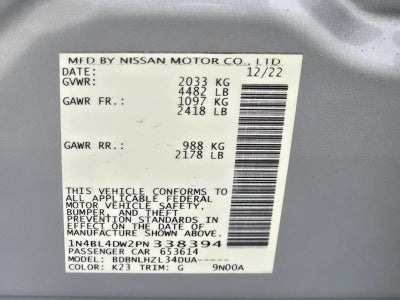 MFD BY NISSAN MOTOR CO., LTD.
DATE: 12/22
GVWR: 2033 KG
4482 LB
GAWR FR.: 1097 KG
2418 LB
GAWR RR.: 988 KG
2178 LB
THIS VEHICLE CONFORMS TO
ALL APPLICABLE FEDERAL
MOTOR VEHICLE SAFETY,
BUMPER, AND THEFT
PREVENTION STANDARDS
IN EFFECT ON THE DATE OF
MANUFACTURE SHOWN ABOVE.
1N4BL4DW2PN338394
PASSENGER CAR 653614
MODEL: BDBNLHZL34DUA-----
COLOR: K23 TRIM: G 9N00A